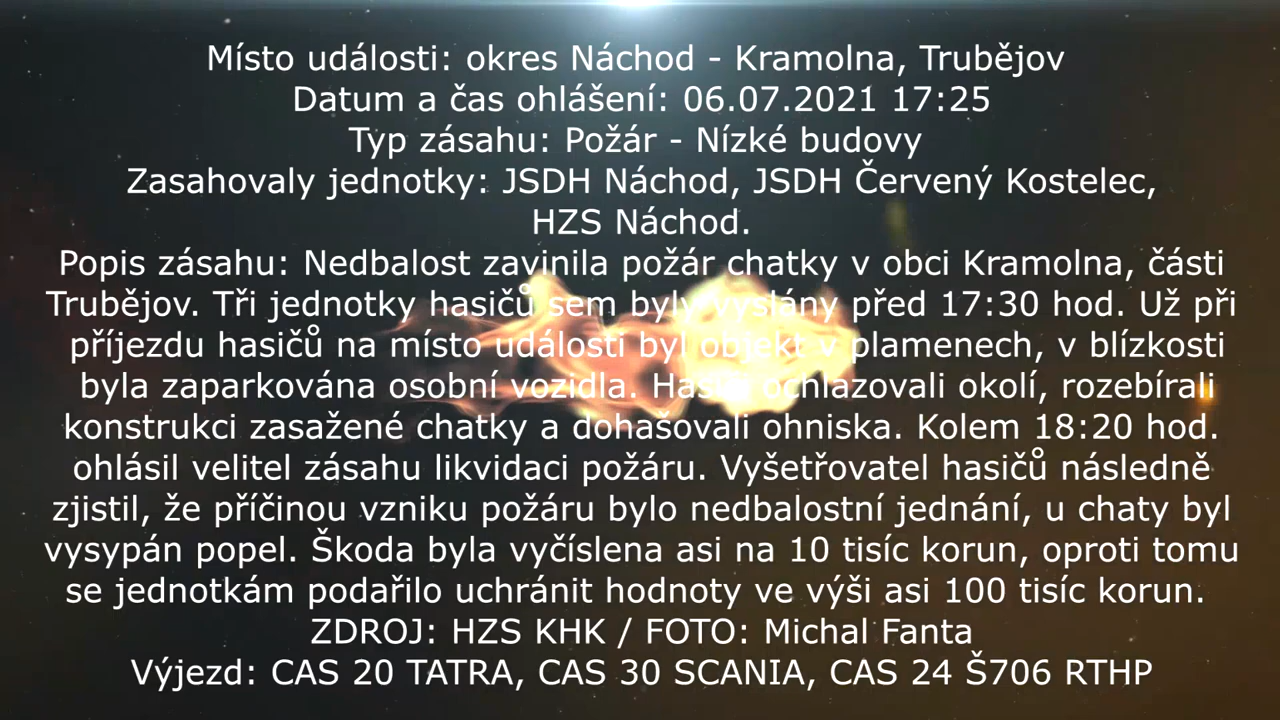 Místo události: okres Náchod - Kramolna, Trubějov
Datum a čas ohlášení: 06.07.2021 17:25
Typ zásahu: Požár - Nízké budovy
Zasahovaly jednotky: JSDH Náchod, JSDH Červený Kostelec,
HZS Náchod.
Popis zásahu: Nedbalost zavinila požár chatky v obci Kramolna, části
Trubějov. Tři jednotky hasičů sem byly vyslány před 17:30 hod. Už při
příjezdu hasičů na místo události byl objekt v plamenech, v blízkosti
byla zaparkována osobní vozidla. Hasiči ochlazovali okolí, rozebírali
konstrukci zasažené chatky a dohašovali ohniska. Kolem 18:20 hod.
ohlásil velitel zásahu likvidaci požáru. Vyšetřovatel hasičů následně
zjistil, že příčinou vzniku požáru bylo nedbalostní jednání, u chaty byl
vysypán popel. Škoda byla vyčíslena asi na 10 tisíc korun, oproti tomu
se jednotkám podařilo uchránit hodnoty ve výši asi 100 tisíc korun.
ZDROJ: HZS KHK / FOTO: Michal Fanta
Výjezd: CAS 20 TATRA, CAS 30 SCANIA, CAS 24 Š706 RTHP